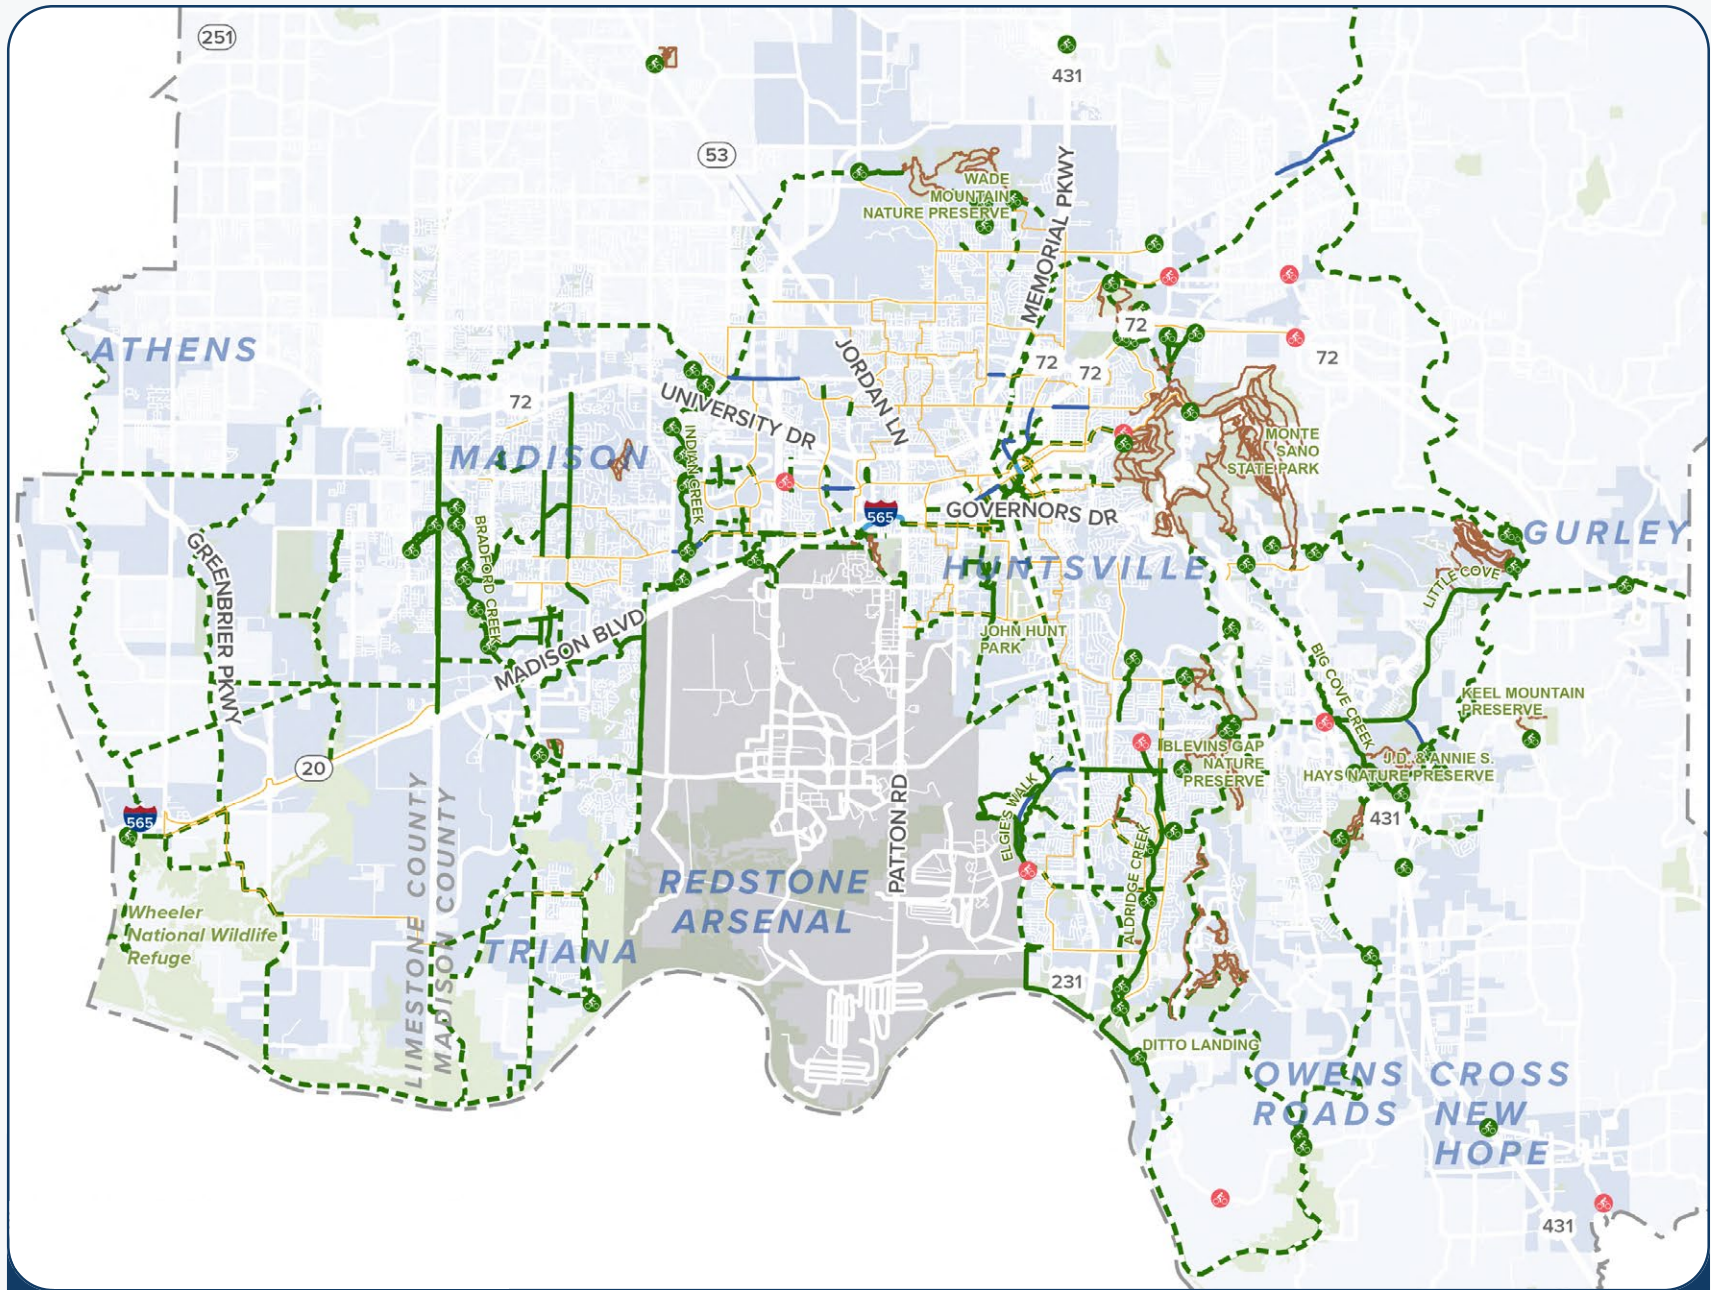 251
431
53
WADE
MOUNTAIN
NATURE PRESERVE
MEMORIAL PKWY
72
ATHENS
JORDAN LN
72
72
72
72
UNIVERSITY DR
MADISON
INDIAN CREEK
MONTE
SANO
STATE PARK
565
GOVERNORS DR
GREENBRIER PKWY
BRADFORD CREEK
HUNTSVILLE
GURLEY
LITTLE COVE
MADISON BLVD
JOHN HUNT
PARK
BIG COVE CREEK
KEEL MOUNTAIN
PRESERVE
20
BLEVINS GAP
NATURE
PRESERVE
J.D. & ANNIE S.
HAYS NATURE PRESERVE
565
LIMESTONE COUNTY
MADISON COUNTY
PATTON RD
ELGIE'S WALK
431
ALDRIDGE CREEK
REDSTONE
ARSENAL
Wheeler
National Wildlife
Refuge
TRIANA
231
DITTO LANDING
OWENS CROSS
ROADS NEW
HOPE
431